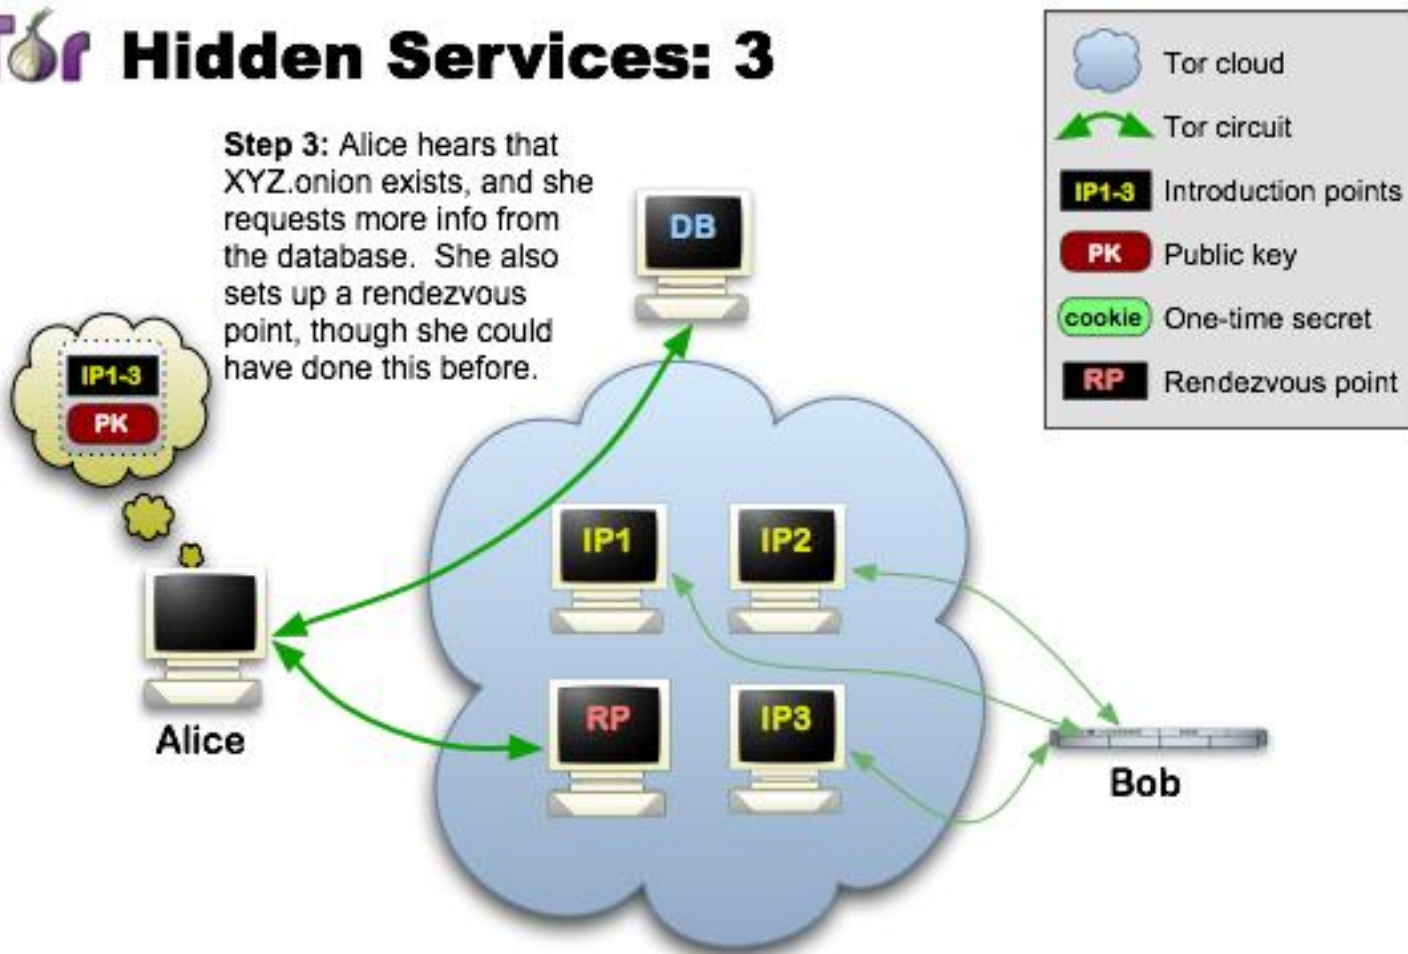 Tor Hidden Services: 3
Step 3: Alice hears that
XYZ.onion exists, and she
requests more info from
the database. She also
sets up a rendezvous
point, though she could
have done this before.
Tor cloud
Tor circuit
IP1-3 Introduction points
PK Public key
cookie One-time secret
RP Rendezvous point
DB
IP1-3
PK
IP1
IP2
RP
IP3
Alice
Bob